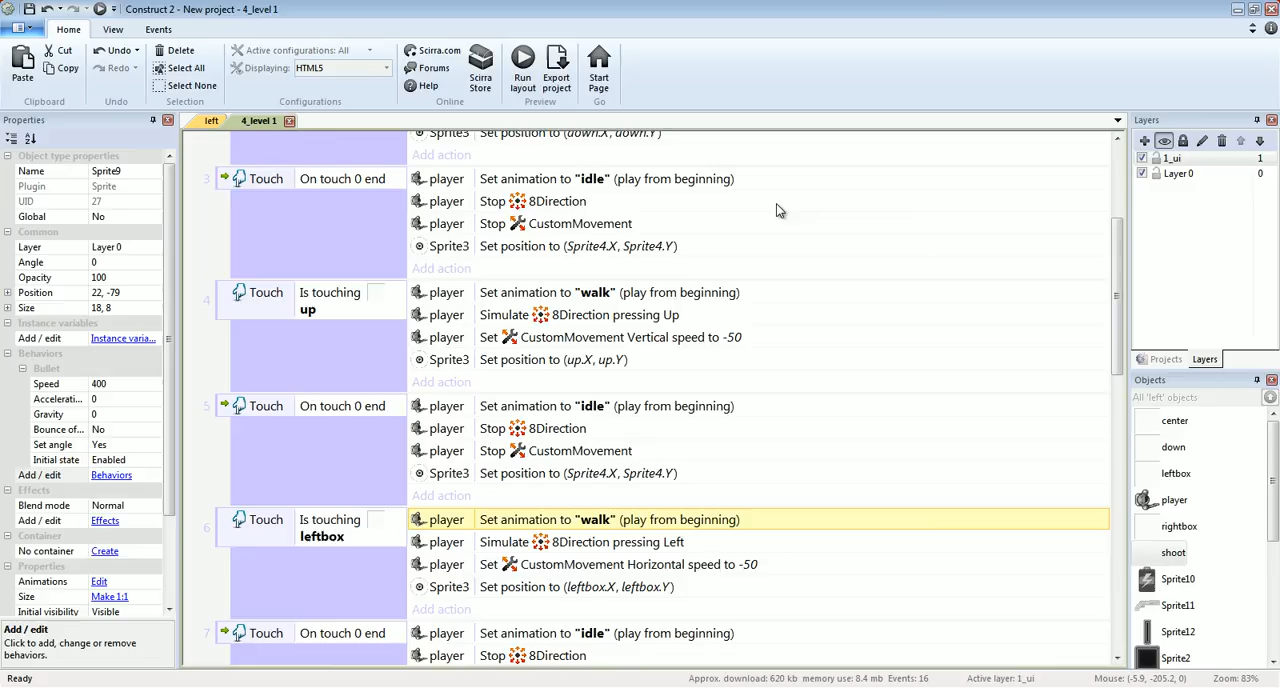 Construct 2 - New project - 4_level 1
Home View Events
Paste Cut Copy Undo Redo Delete Select All Select None
Active configurations: All
Displaying: HTML5
Scirra.com Forums Help Scirra Store Run layout Export project Start Page
Clipboard Undo Selection Configurations Online Preview Go
Properties
Object type properties
Name Sprite9
Plugin Sprite
UID 27
Global No
Common
Layer Layer 0
Angle 0
Opacity 100
Position 22, -79
Size 18, 8
Instance variables
Add / edit Instance varia...
Behaviors
Bullet
Speed 400
Accelerati... 0
Gravity 0
Bounce of... No
Set angle Yes
Initial state Enabled
Add / edit Behaviors
Effects
Blend mode Normal
Add / edit Effects
Container
No container Create
Properties
Animations Edit
Size Make 1:1
Initial visibility Visible
Add / edit
Click to add, change or remove
behaviors.
left 4_level 1
Sprite3 Set position to (down.X, down.Y)
Add action
3 Touch On touch 0 end player Set animation to "idle" (play from beginning)
player Stop 8Direction
player Stop CustomMovement
Sprite3 Set position to (Sprite4.X, Sprite4.Y)
Add action
4 Touch Is touching up player Set animation to "walk" (play from beginning)
player Simulate 8Direction pressing Up
player Set CustomMovement Vertical speed to -50
Sprite3 Set position to (up.X, up.Y)
Add action
5 Touch On touch 0 end player Set animation to "idle" (play from beginning)
player Stop 8Direction
player Stop CustomMovement
Sprite3 Set position to (Sprite4.X, Sprite4.Y)
Add action
6 Touch Is touching leftbox player Set animation to "walk" (play from beginning)
player Simulate 8Direction pressing Left
player Set CustomMovement Horizontal speed to -50
Sprite3 Set position to (leftbox.X, leftbox.Y)
Add action
7 Touch On touch 0 end player Set animation to "idle" (play from beginning)
player Stop 8Direction
Layers
1_ui 1
Layer 0 0
Projects Layers
Objects
All 'left' objects
center
down
leftbox
player
rightbox
shoot
Sprite10
Sprite11
Sprite12
Sprite2
Ready Approx. download: 620 kb memory use: 8.4 mb Events: 16 Active layer: 1_ui Mouse: (-5.9, -205.2, 0) Zoom: 83%